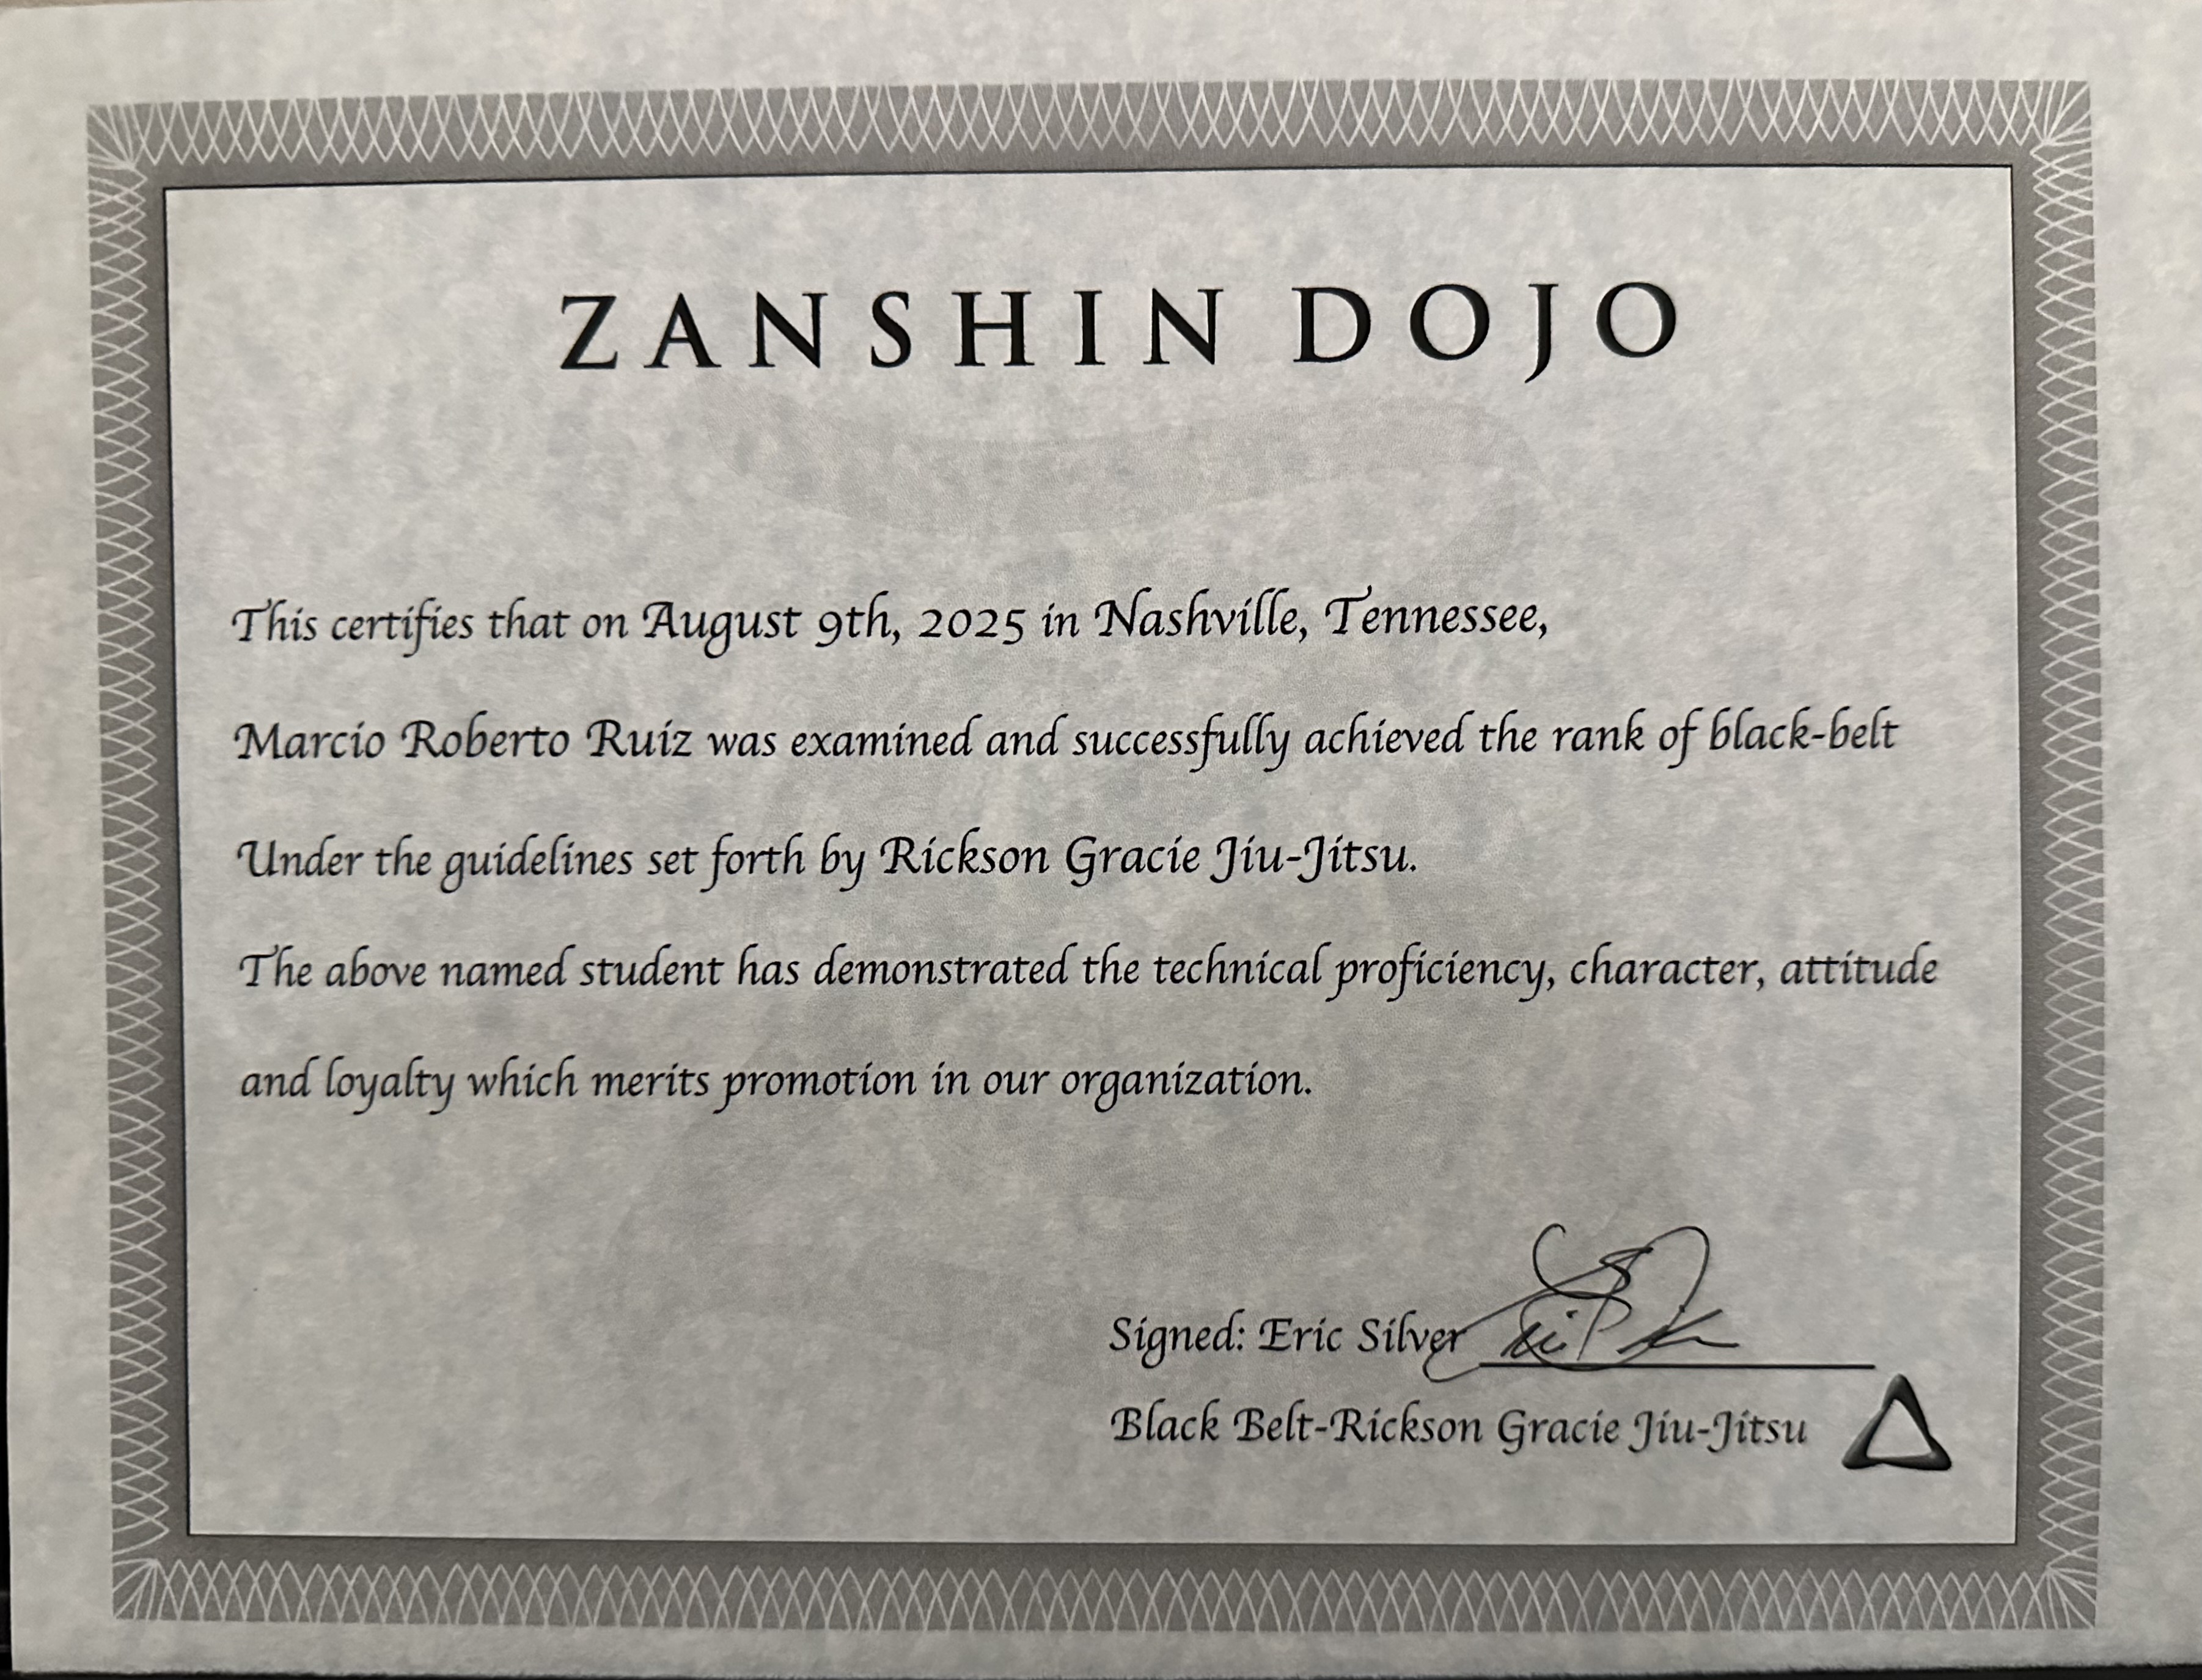 ZANSHIN DOJO
This certifies that on August 9th, 2025 in Nashville, Tennessee,
Marcio Roberto Ruiz was examined and successfully achieved the rank of black-belt
Under the guidelines set forth by Rickson Gracie Jiu-Jitsu.
The above named student has demonstrated the technical proficiency, character, attitude
and loyalty which merits promotion in our organization.
Signed: Eric Silver
Black Belt-Rickson Gracie Jiu-Jitsu